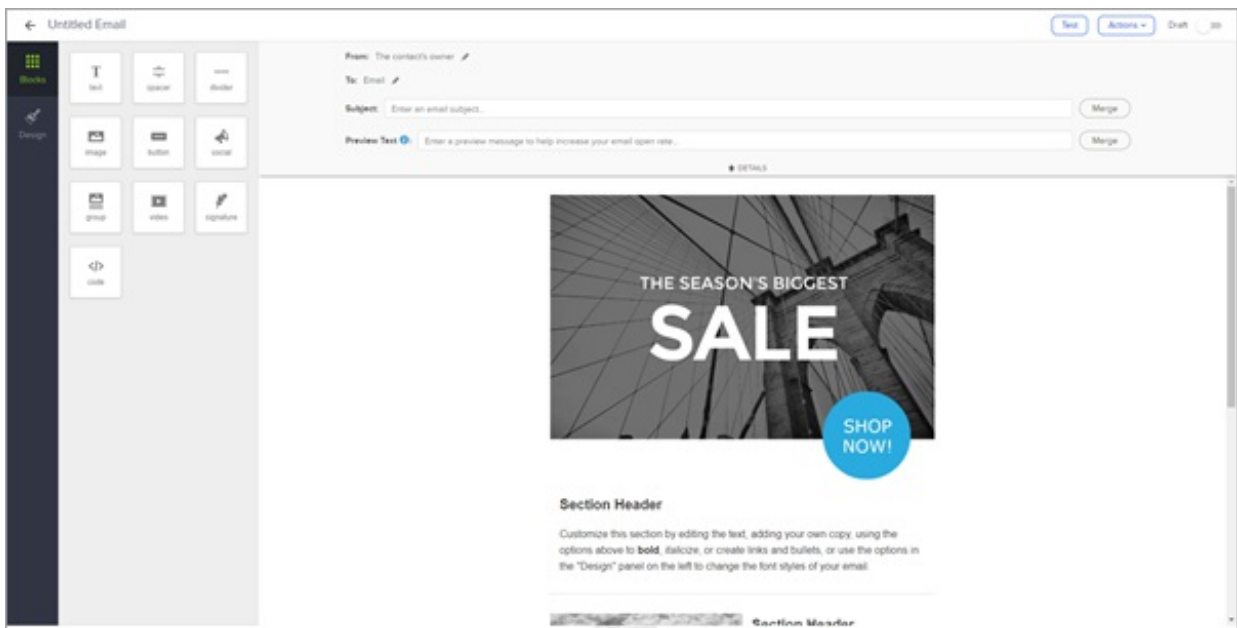 Untitled Email
Test
Actions
Draft
Blocks
Design
text
spacer
divider
image
button
social
group
video
signature
</>
code
From: The contact's owner
To: Email
Subject: Enter an email subject...
Merge
Preview Text Enter a preview message to help increase your email open rate...
Merge
DETAILS
THE SEASON'S BIGGEST
SALE
SHOP
NOW!
Section Header
Customize this section by editing the text, adding your own copy, using the
options above to bold, italicize, or create links and bullets, or use the options in
the "Design" panel on the left to change the font styles of your email.
Section Header